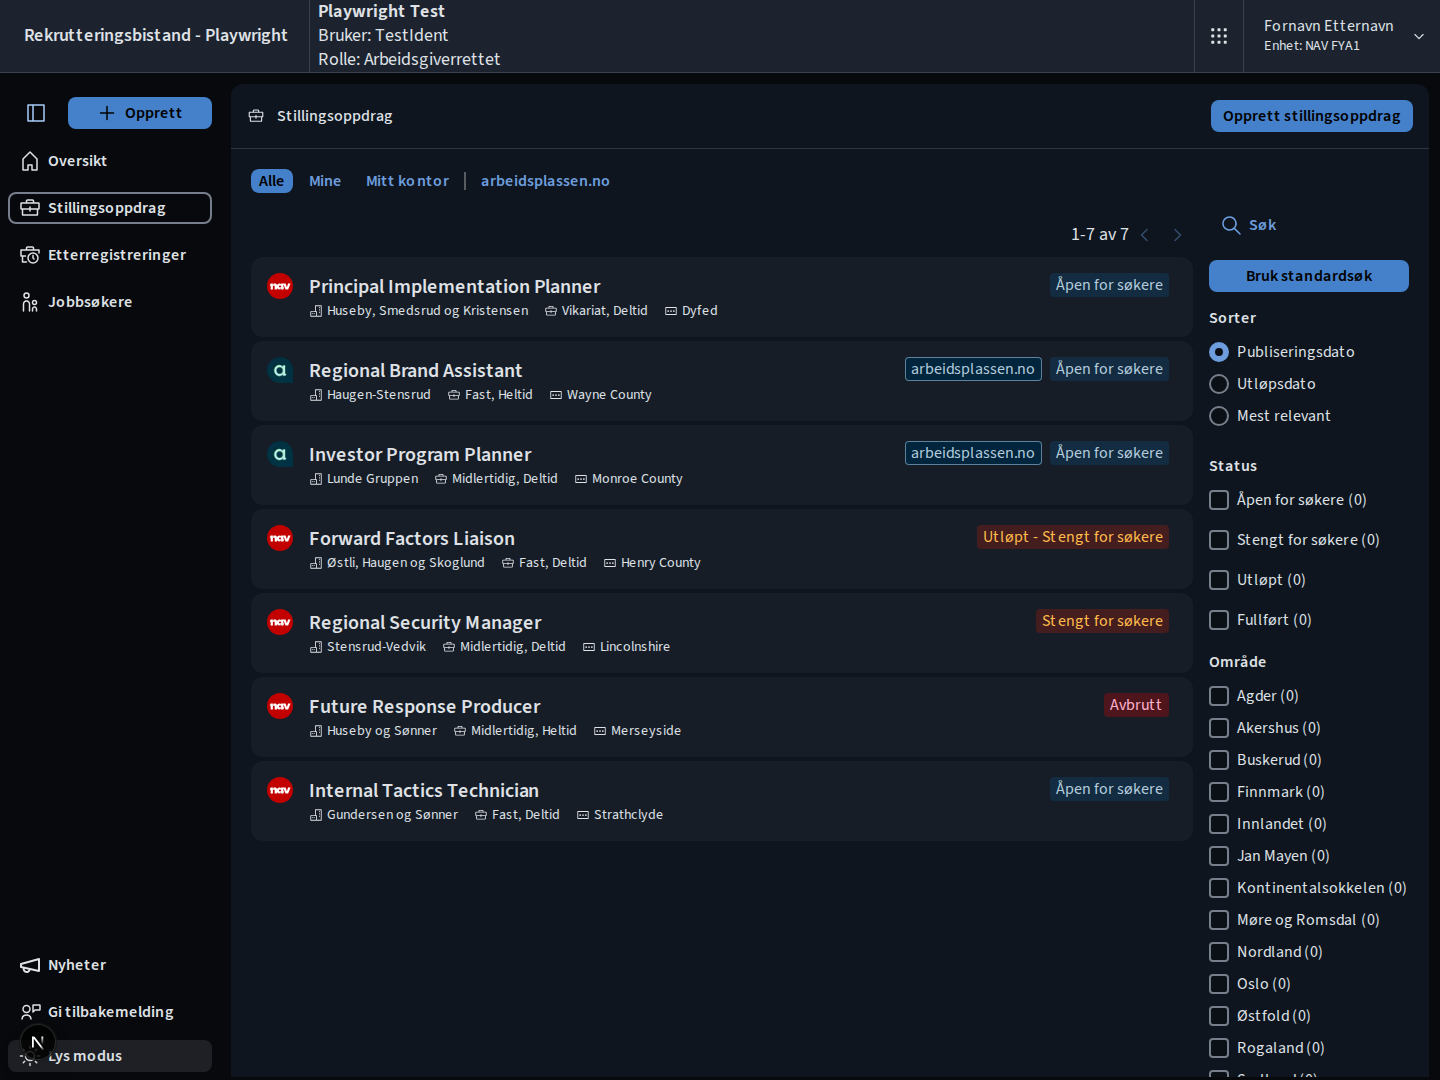 Rekrutteringsbistand - Playwright
Playwright Test
Bruker: TestIdent
Rolle: Arbeidsgiverrettet
Fornavn Etternavn
Enhet: NAV FYA1
Opprett
Oversikt
Stillingsoppdrag
Etterregistreringer
Jobbsøkere
Nyheter
Gi tilbakemelding
N
Lys modus
Stillingsoppdrag
Opprett stillingsoppdrag
Alle Mine Mitt kontor arbeidsplassen.no
1-7 av 7
nav
Principal Implementation Planner
Åpen for søkere
Huseby, Smedsrud og Kristensen Vikariat, Deltid Dyfed
a
Regional Brand Assistant
arbeidsplassen.no Åpen for søkere
Haugen-Stensrud Fast, Heltid Wayne County
a
Investor Program Planner
arbeidsplassen.no Åpen for søkere
Lunde Gruppen Midlertidig, Deltid Monroe County
nav
Forward Factors Liaison
Utløpt - Stengt for søkere
Østli, Haugen og Skoglund Fast, Deltid Henry County
nav
Regional Security Manager
Stengt for søkere
Stensrud-Vedvik Midlertidig, Deltid Lincolnshire
nav
Future Response Producer
Avbrutt
Huseby og Sønner Midlertidig, Heltid Merseyside
nav
Internal Tactics Technician
Åpen for søkere
Gundersen og Sønner Fast, Deltid Strathclyde
Søk
Bruk standardsøk
Sorter
Publiseringsdato
Utløpsdato
Mest relevant
Status
Åpen for søkere (0)
Stengt for søkere (0)
Utløpt (0)
Fullført (0)
Område
Agder (0)
Akershus (0)
Buskerud (0)
Finnmark (0)
Innlandet (0)
Jan Mayen (0)
Kontinentalsokkelen (0)
Møre og Romsdal (0)
Nordland (0)
Oslo (0)
Østfold (0)
Rogaland (0)